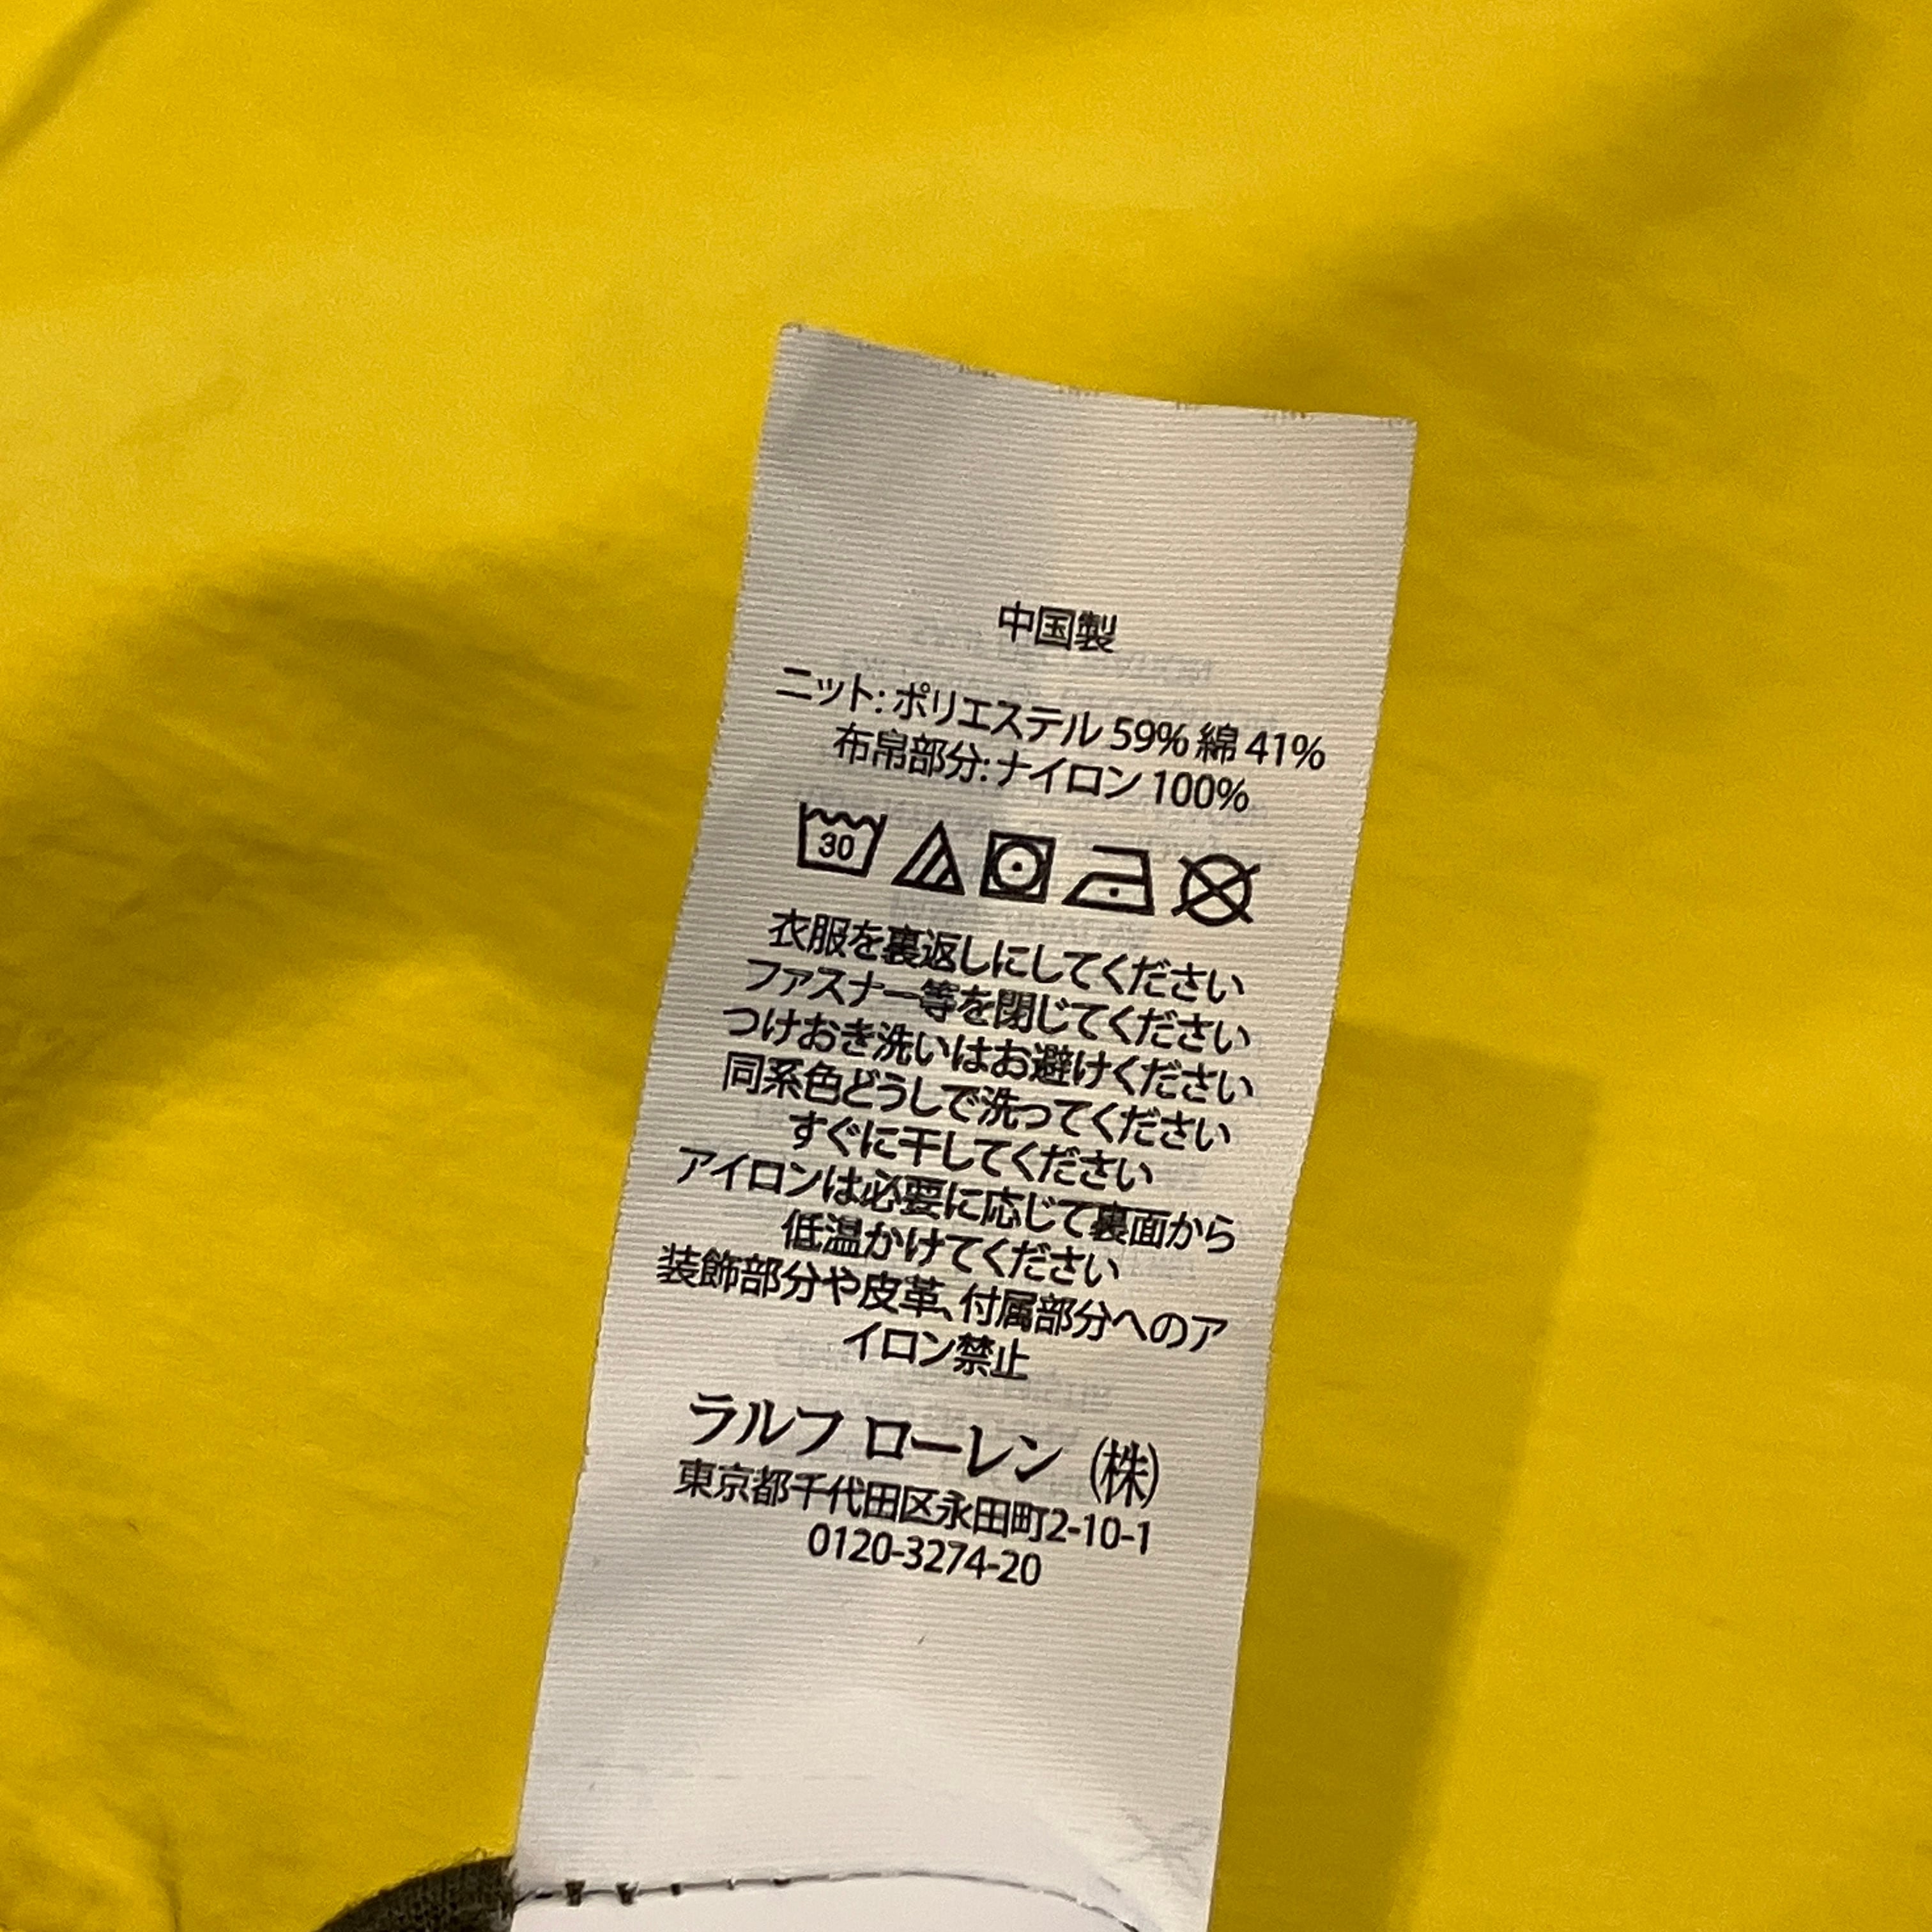 中国製
ニット: ポリエステル 59% 綿 41%
布帛部分: ナイロン 100%
30
衣服を裏返しにしてください
ファスナー等を閉じてください
つけおき洗いはお避けください
同系色どうしで洗ってください
すぐに干してください
アイロンは必要に応じて裏面から
低温かけてください
装飾部分や皮革、付属部分へのア
イロン禁止
ラルフ ローレン (株)
東京都千代田区永田町2-10-1
0120-3274-20